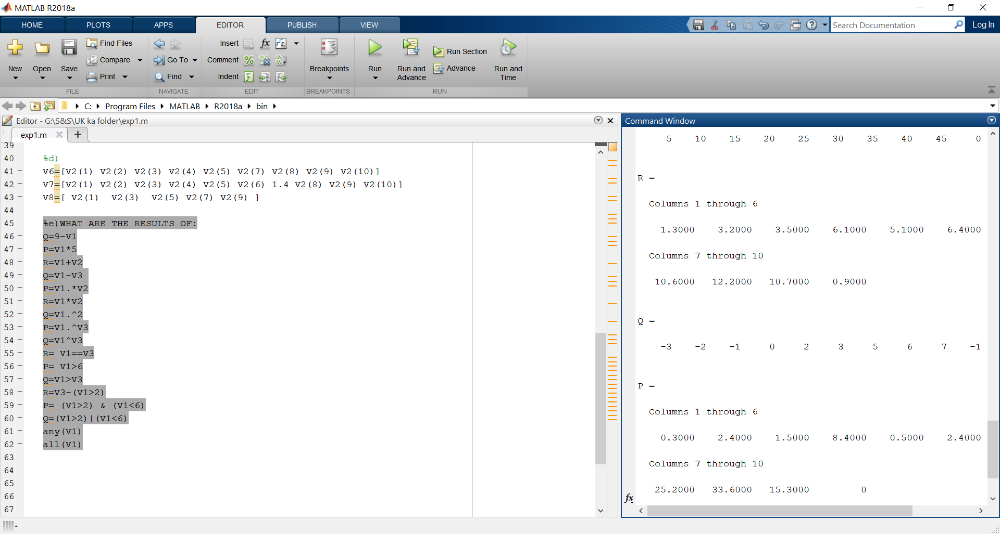 MATLAB R2018a
HOME PLOTS APPS EDITOR PUBLISH VIEW
Search Documentation
Log In
New
Open
Save
Find Files
Compare
Print
FILE
Go To
Find
NAVIGATE
Insert fx
Comment
Indent
EDIT
Breakpoints
BREAKPOINTS
Run
Run and
Advance
Run Section
Advance
Run and
Time
RUN
C: Program Files MATLAB R2018a bin
Editor - G:\S&S\UK ka folder\exp1.m
exp1.m
39
40 %d)
41 - V6=[V2(1) V2(2) V2(3) V2(4) V2(5) V2(7) V2(8) V2(9) V2(10)]
42 - V7=[V2(1) V2(2) V2(3) V2(4) V2(5) V2(6) 1.4 V2(8) V2(9) V2(10)]
43 - V8=[ V2(1) V2(3) V2(5) V2(7) V2(9) ]
44
45 %e)WHAT ARE THE RESULTS OF:
46 - Q=9-V1
47 - P=V1*5
48 - R=V1+V2
49 - Q=V1-V3
50 - P=V1.*V2
51 - R=V1*V2
52 - Q=V1.^2
53 - P=V1.^V3
54 - Q=V1^V3
55 - R= V1==V3
56 - P= V1>6
57 - Q=V1>V3
58 - R=V3-(V1>2)
59 - P= (V1>2) & (V1<6)
60 - Q=(V1>2)|(V1<6)
61 - any(V1)
62 - all(V1)
63
64
65
66
67
Command Window
5 10 15 20 25 30 35 40 45 0
R =
Columns 1 through 6
1.3000 3.2000 3.5000 6.1000 5.1000 6.4000
Columns 7 through 10
10.6000 12.2000 10.7000 0.9000
Q =
-3 -2 -1 0 2 3 5 6 7 -1
P =
Columns 1 through 6
0.3000 2.4000 1.5000 8.4000 0.5000 2.4000
Columns 7 through 10
25.2000 33.6000 15.3000 0
fx